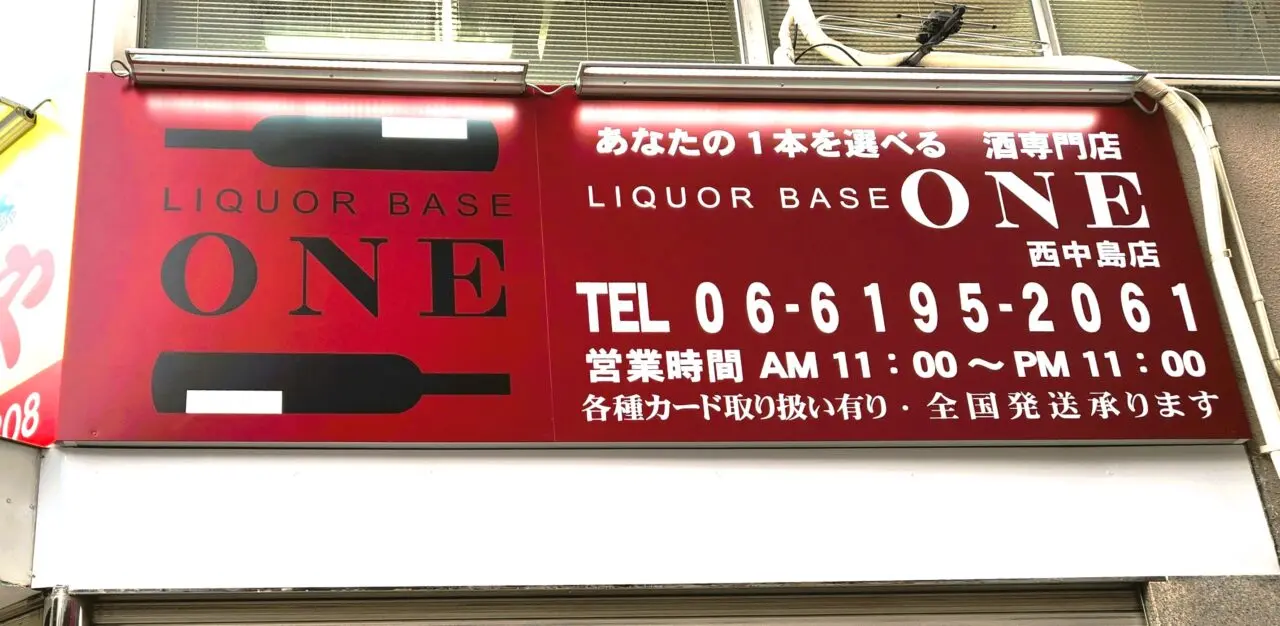 LIQUOR BASE
ONE
あなたの1本を選べる 酒専門店
LIQUOR BASE ONE
西中島店
TEL 06-6195-2061
営業時間 AM 11:00～PM 11:00
各種カード取り扱い有り・全国発送承ります
や
08